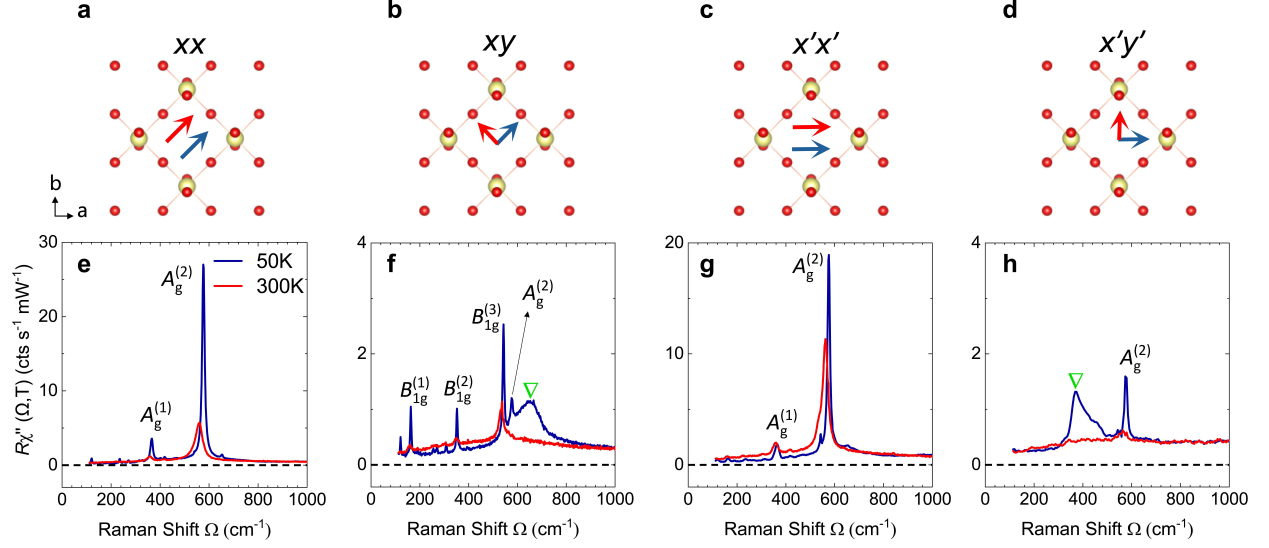 a
b
c
d
xx
xy
x′x′
x′y′
b
a
e
f
g
h
50K
300K
A_g^(1)
A_g^(2)
B_1g^(1)
B_1g^(2)
B_1g^(3)
A_g^(2)
A_g^(1)
A_g^(2)
A_g^(2)
Rχ″ (Ω,T) (cts s⁻¹ mW⁻¹)
30
20
10
0
4
2
0
20
10
0
4
2
0
0 200 400 600 800 1000
0 200 400 600 800 1000
0 200 400 600 800 1000
0 200 400 600 800 1000
Raman Shift Ω (cm⁻¹)
Raman Shift Ω (cm⁻¹)
Raman Shift Ω (cm⁻¹)
Raman Shift Ω (cm⁻¹)